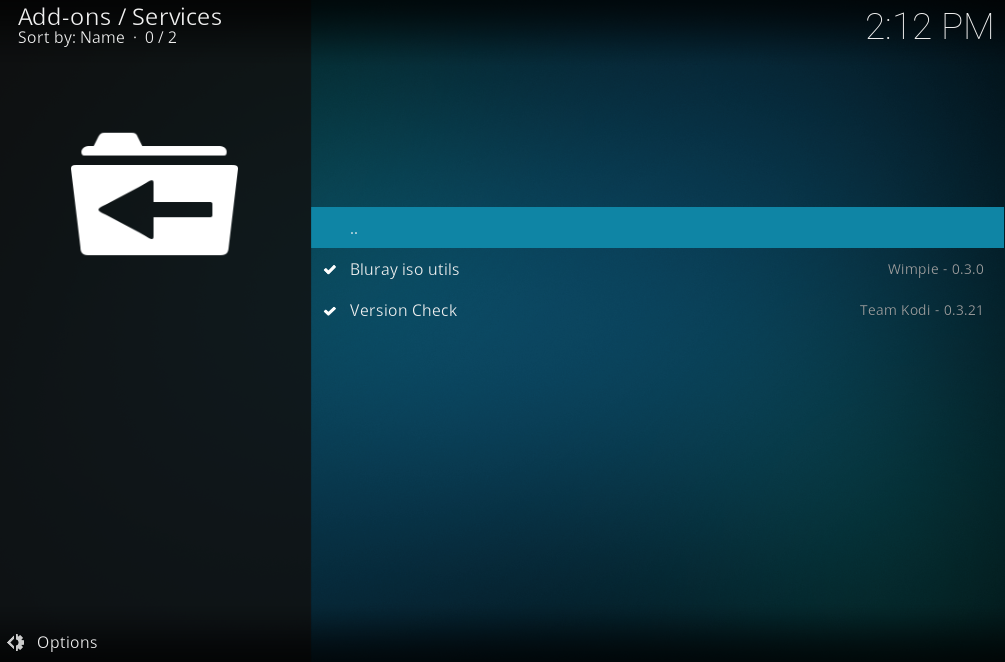 Add-ons / Services
Sort by: Name · 0 / 2
2:12 PM
..
Bluray iso utils Wimpie - 0.3.0
Version Check Team Kodi - 0.3.21
Options